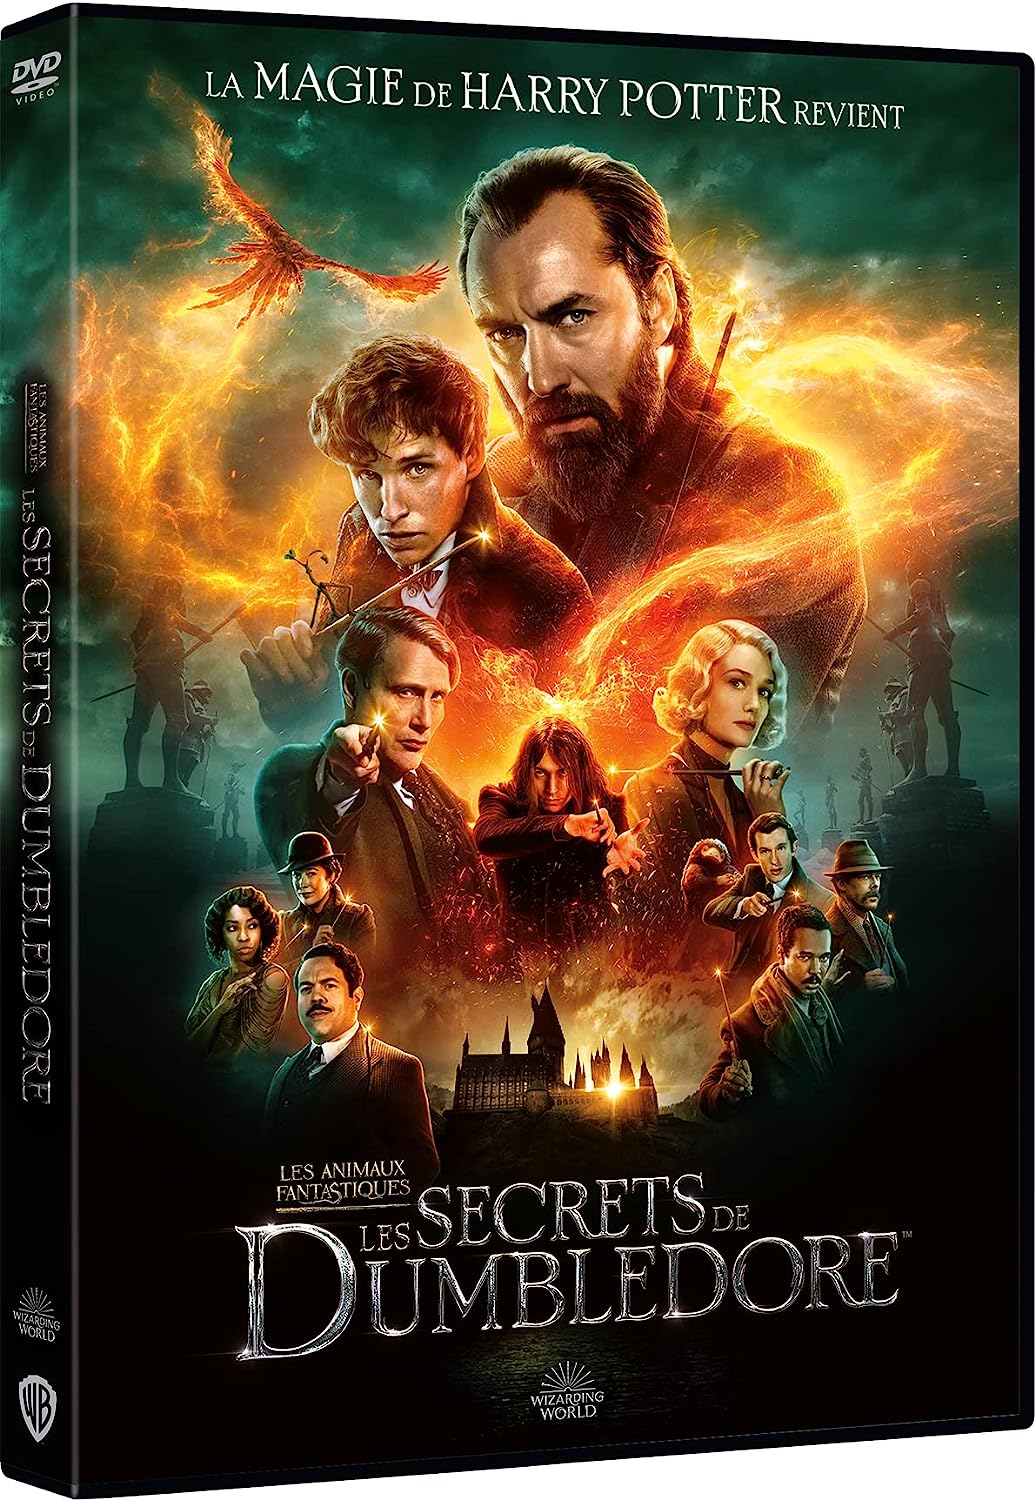 DVD
VIDEO
LA MAGIE DE HARRY POTTER REVIENT
LES ANIMAUX
FANTASTIQUES
LES SECRETS DE DUMBLEDORE
WIZARDING
WORLD
WB
LES ANIMAUX
FANTASTIQUES
LES SECRETS DE
DUMBLEDORE™
WIZARDING
WORLD